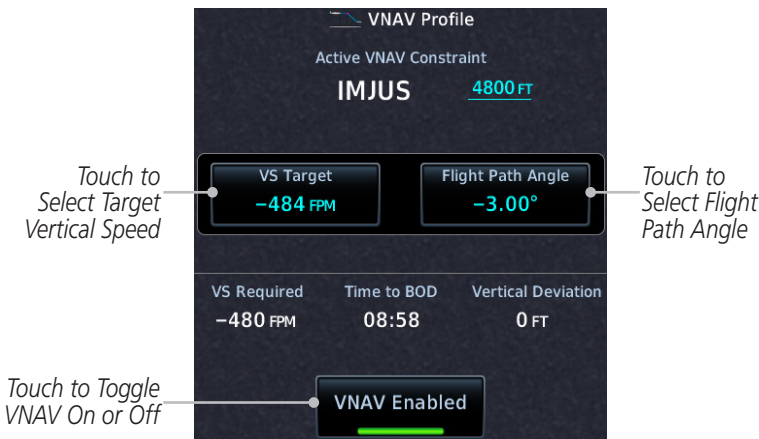 VNAV Profile
Active VNAV Constraint
IMJUS 4800 FT
VS Target
−484 FPM
Flight Path Angle
−3.00°
Touch to
Select Target
Vertical Speed
Touch to
Select Flight
Path Angle
VS Required Time to BOD Vertical Deviation
−480 FPM 08:58 0 FT
Touch to Toggle
VNAV On or Off
VNAV Enabled